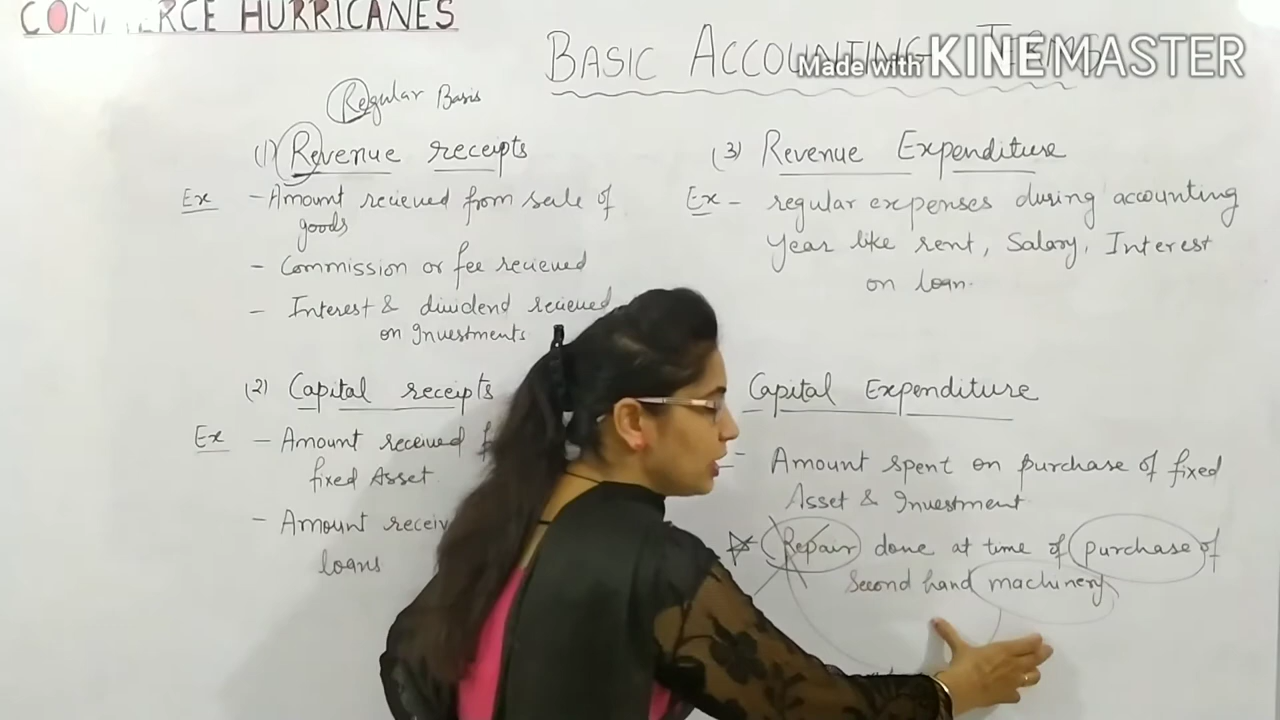 COMMERCE HURRICANES
BASIC ACCOUNTING TERMS
Made with KINEMASTER
Regular Basis
(1) Revenue receipts
Ex - Amount recieved from sale of
goods
- Commission or fee recieved
- Interest & dividend recieved
on Investments
(2) Capital receipts
Ex - Amount received
fixed Asset
- Amount receiv
loans
(3) Revenue Expenditure
Ex - regular expenses during accounting
year like rent, Salary, Interest
on loan.
Capital Expenditure
- Amount spent on purchase of fixed
Asset & Investment
Repair done at time of purchase of
Second hand machinery